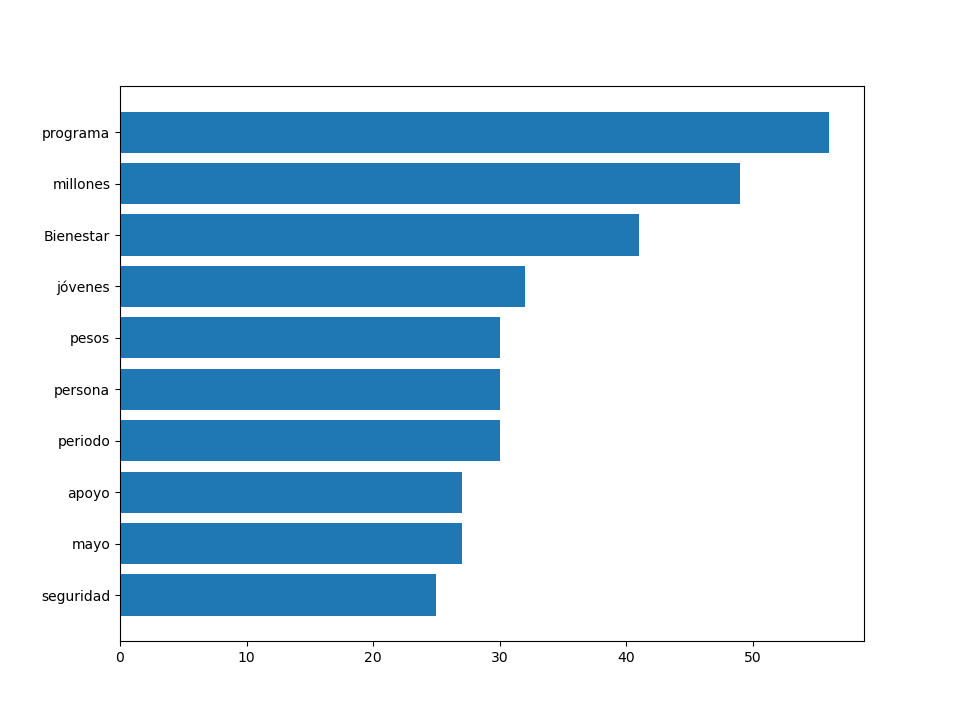 programa
millones
Bienestar
jóvenes
pesos
persona
periodo
apoyo
mayo
seguridad
0 10 20 30 40 50